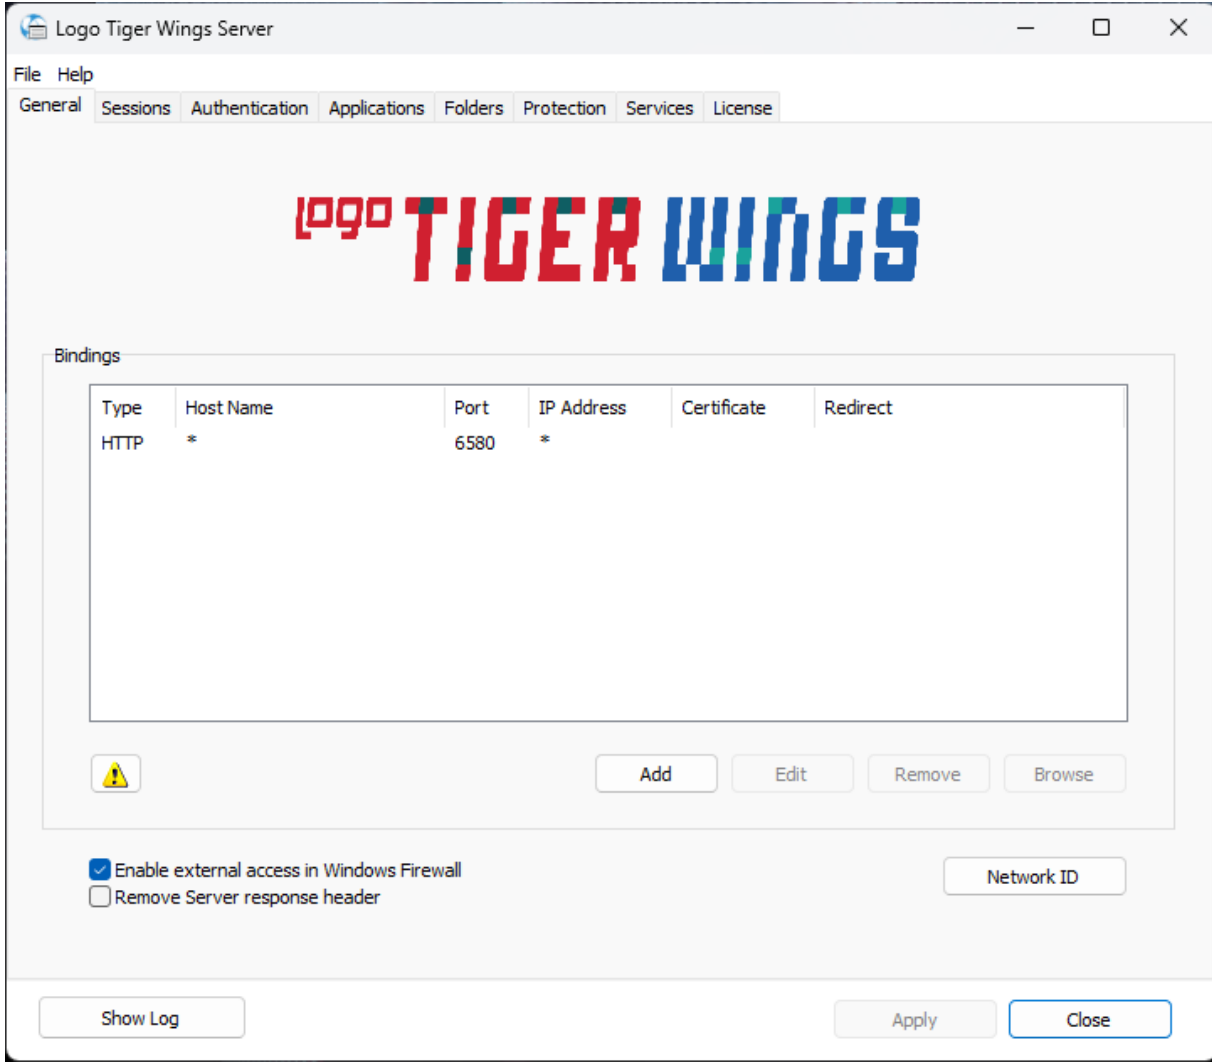 Logo Tiger Wings Server
File Help
General Sessions Authentication Applications Folders Protection Services License
Logo TIGER WINGS
Bindings
Type Host Name Port IP Address Certificate Redirect
HTTP * 6580 *
Add Edit Remove Browse
Enable external access in Windows Firewall
Network ID
Remove Server response header
Show Log Apply Close